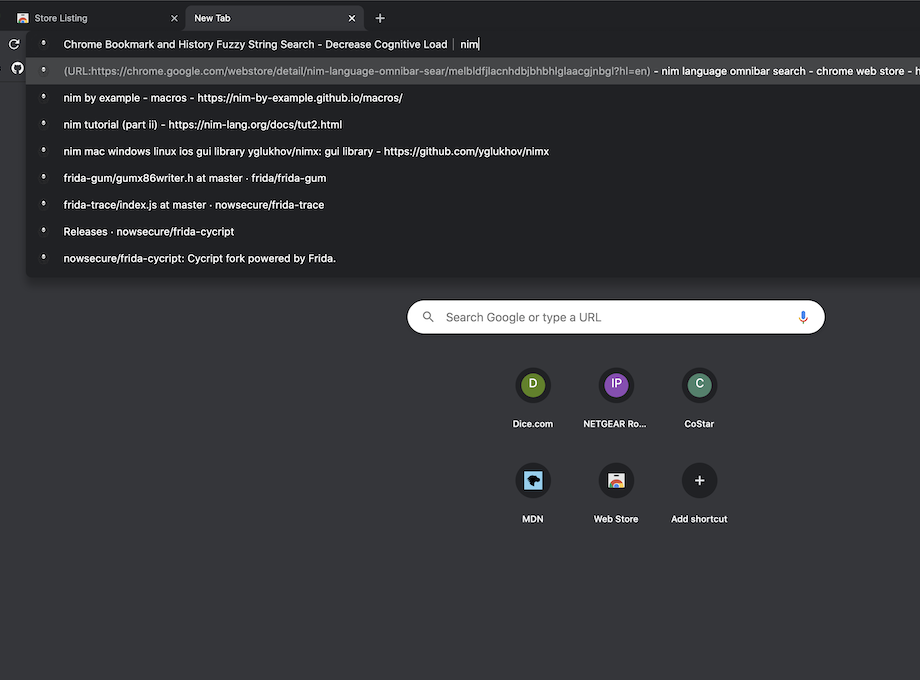 Store Listing
New Tab
Chrome Bookmark and History Fuzzy String Search - Decrease Cognitive Load | nim
(URL:https://chrome.google.com/webstore/detail/nim-language-omnibar-sear/melbldfjlacnhdbjbhbhlglaacgjnbgl?hl=en) - nim language omnibar search - chrome web store - h
nim by example - macros - https://nim-by-example.github.io/macros/
nim tutorial (part ii) - https://nim-lang.org/docs/tut2.html
nim mac windows linux ios gui library yglukhov/nimx: gui library - https://github.com/yglukhov/nimx
frida-gum/gumx86writer.h at master · frida/frida-gum
frida-trace/index.js at master · nowsecure/frida-trace
Releases · nowsecure/frida-cycript
nowsecure/frida-cycript: Cycript fork powered by Frida.
Search Google or type a URL
D
IP
C
Dice.com
NETGEAR Ro...
CoStar
MDN
Web Store
Add shortcut